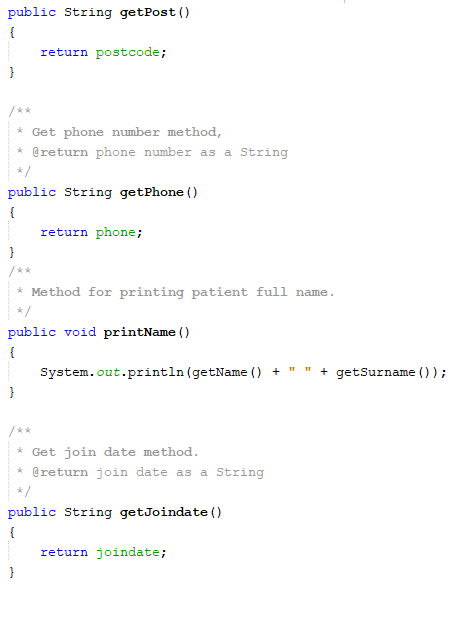 public String getPost()
{
    return postcode;
}

/**
 * Get phone number method,
 * @return phone number as a String
 */
public String getPhone()
{
    return phone;
}
/**
 * Method for printing patient full name.
 */
public void printName()
{
    System.out.println(getName() + " " + getSurname());
}

/**
 * Get join date method.
 * @return join date as a String
 */
public String getJoindate()
{
    return joindate;
}